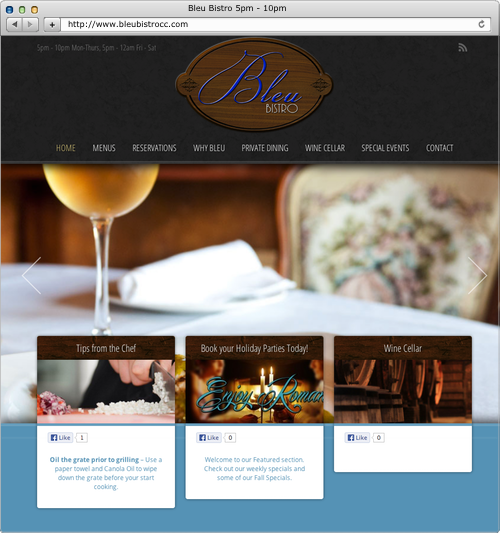 Bleu Bistro 5pm - 10pm
http://www.bleubistrocc.com
5pm - 10pm Mon-Thurs, 5pm - 12am Fri - Sat
Bleu
BISTRO
HOME MENUS RESERVATIONS WHY BLEU PRIVATE DINING WINE CELLAR SPECIAL EVENTS CONTACT
Tips from the Chef
Like 1
Oil the grate prior to grilling – Use a
paper towel and Canola Oil to wipe
down the grate before your start
cooking.
Book your Holiday Parties Today!
Enjoy
Like 0
Welcome to our Featured section.
Check out our weekly specials and
some of our Fall Specials.
Wine Cellar
Like 0